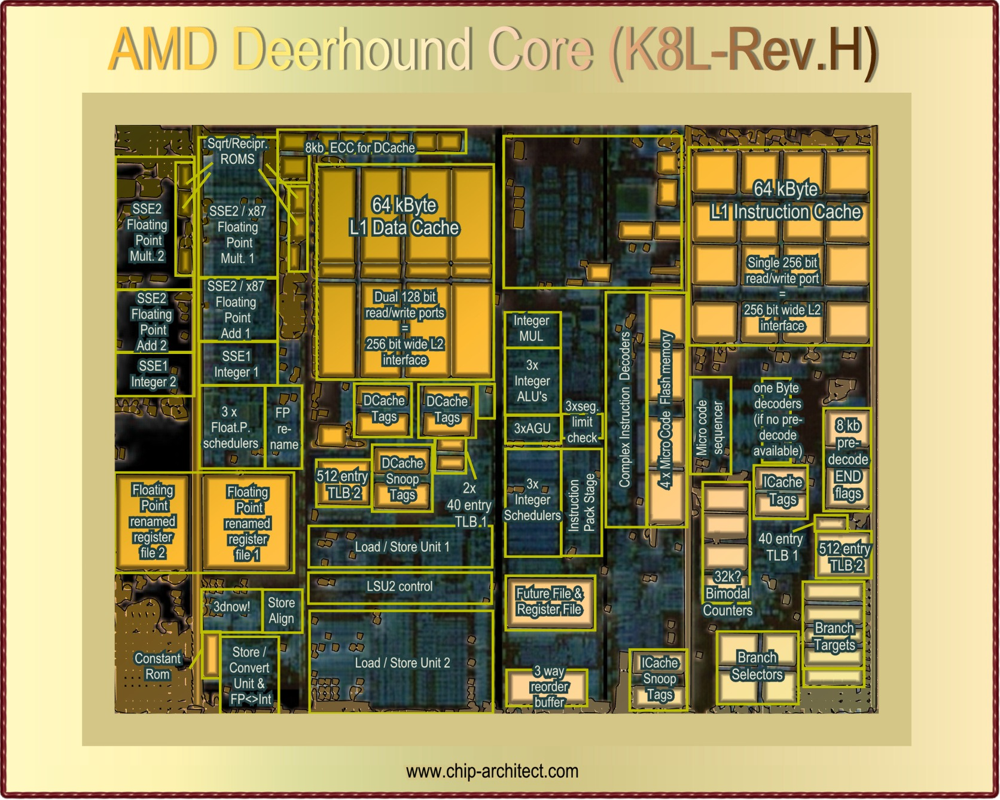 AMD Deerhound Core (K8L-Rev.H)
Sqrt/Recipr.
ROMS
8kb ECC for DCache
SSE2
Floating
Point
Mult. 2
SSE2 / x87
Floating
Point
Mult. 1
64 kByte
L1 Data Cache
64 kByte
L1 Instruction Cache
SSE2
Floating
Point
Add 2
SSE2 / x87
Floating
Point
Add 1
Dual 128 bit
read/write ports
=
256 bit wide L2
interface
Single 256 bit
read/write port
=
256 bit wide L2
interface
SSE1
Integer 2
SSE1
Integer 1
Integer
MUL
3x
Integer
ALU's
3xAGU
3xseg.
limit
check
Complex Instruction Decoders
4 x MicroCode Flash memory
Micro code
sequencer
one Byte
decoders
(if no pre-
decode
available)
8 kb
pre-
decode
END
flags
3 x
Float.P.
schedulers
FP
re-
name
DCache
Tags
DCache
Tags
DCache
Snoop
Tags
512 entry
TLB 2
2x
40 entry
TLB 1
3x
Integer
Schedulers
Instruction
Pack Stage
ICache
Tags
40 entry
TLB 1
512 entry
TLB 2
Floating
Point
renamed
register
file 2
Floating
Point
renamed
register
file 1
Load / Store Unit 1
LSU2 control
Load / Store Unit 2
Future File &
Register File
32k?
Bimodal
Counters
3dnow!
Store
Align
Constant
Rom
Store /
Convert
Unit &
FP<>Int
3 way
reorder
buffer
ICache
Snoop
Tags
Branch
Selectors
Branch
Targets
www.chip-architect.com